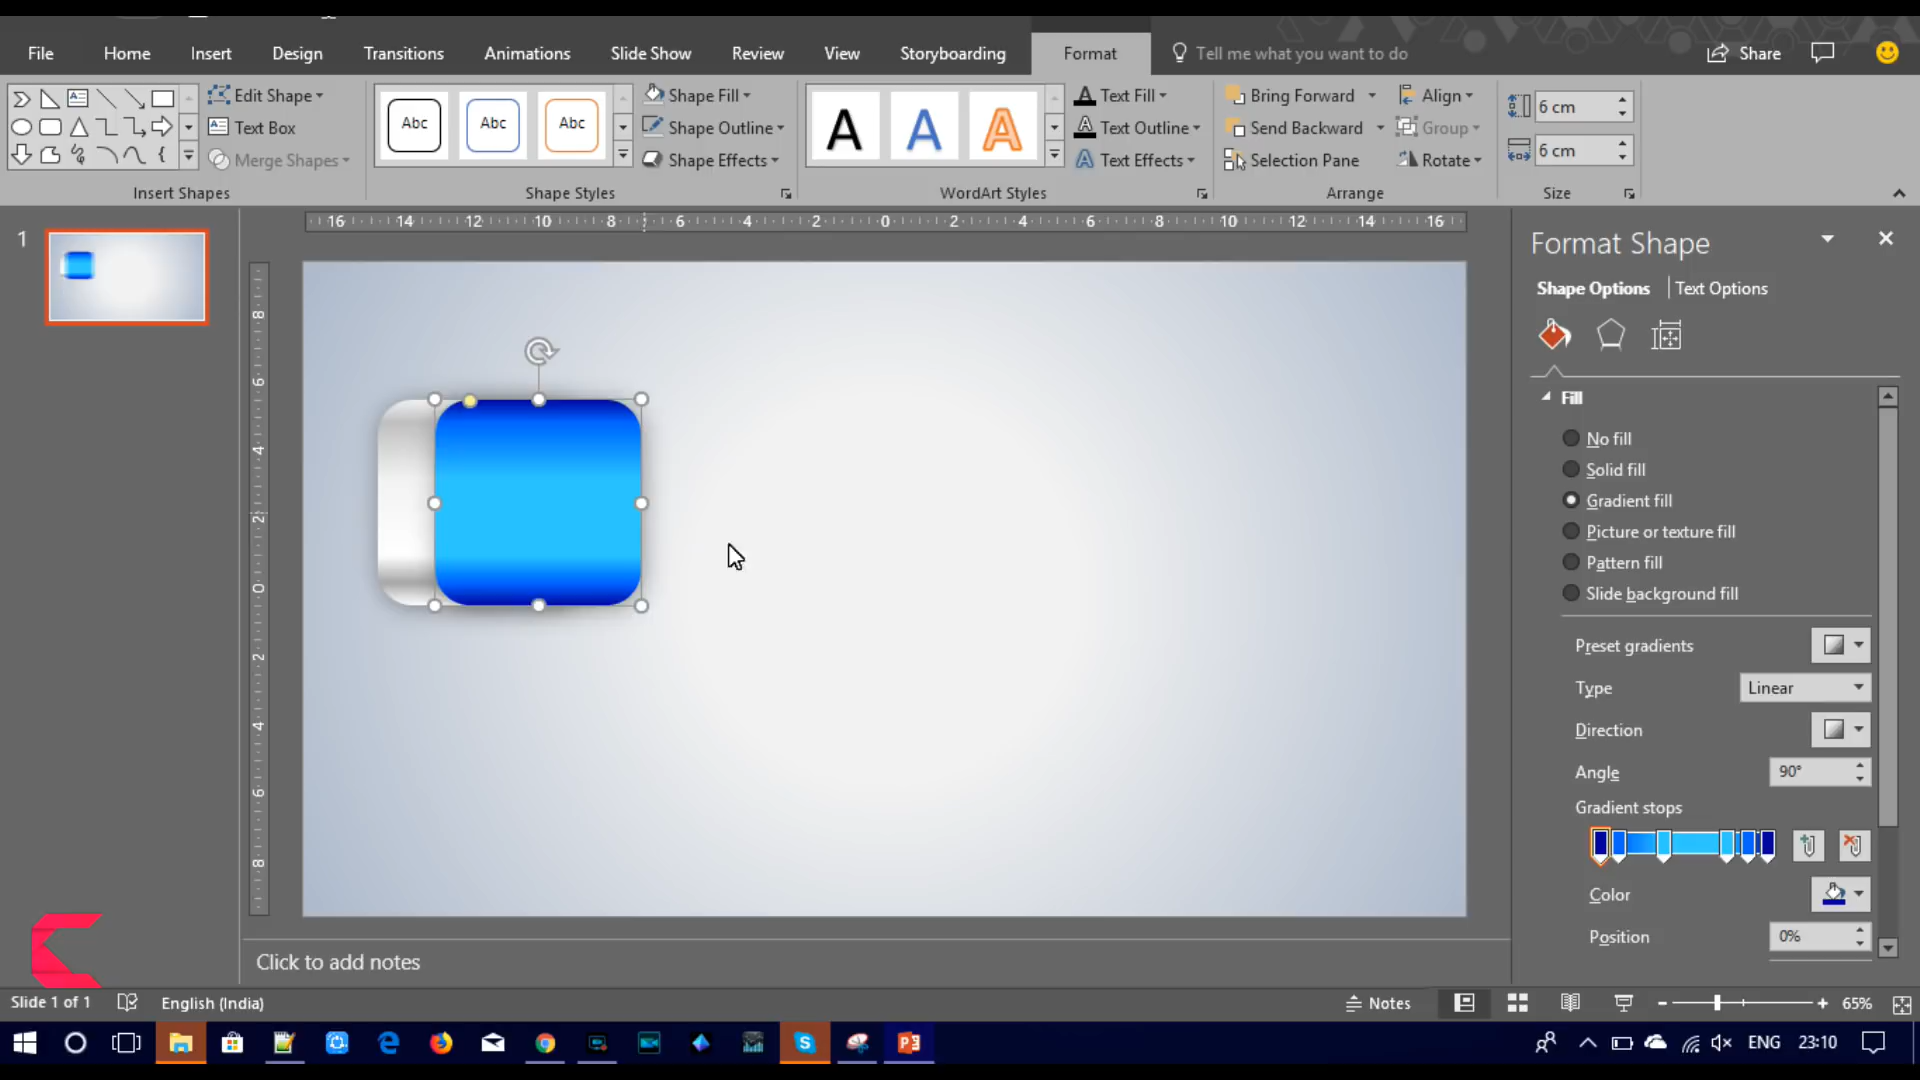 File Home Insert Design Transitions Animations Slide Show Review View Storyboarding Format Tell me what you want to do Share
Edit Shape Abc Abc Abc Shape Fill A A A A Text Fill Bring Forward Align 6 cm
Text Box Shape Outline A Text Outline Send Backward Group
Merge Shapes Shape Effects A Text Effects Selection Pane Rotate 6 cm
Insert Shapes Shape Styles WordArt Styles Arrange Size
16 14 12 10 8 6 4 2 0 2 4 6 8 10 12 14 16
1
8
6
4
2
0
2
4
6
8
Format Shape
Shape Options Text Options
Fill
No fill
Solid fill
Gradient fill
Picture or texture fill
Pattern fill
Slide background fill
Preset gradients
Type Linear
Direction
Angle 90°
Gradient stops
Color
Position 0%
Click to add notes
Slide 1 of 1 English (India) Notes 65%
ENG 23:10